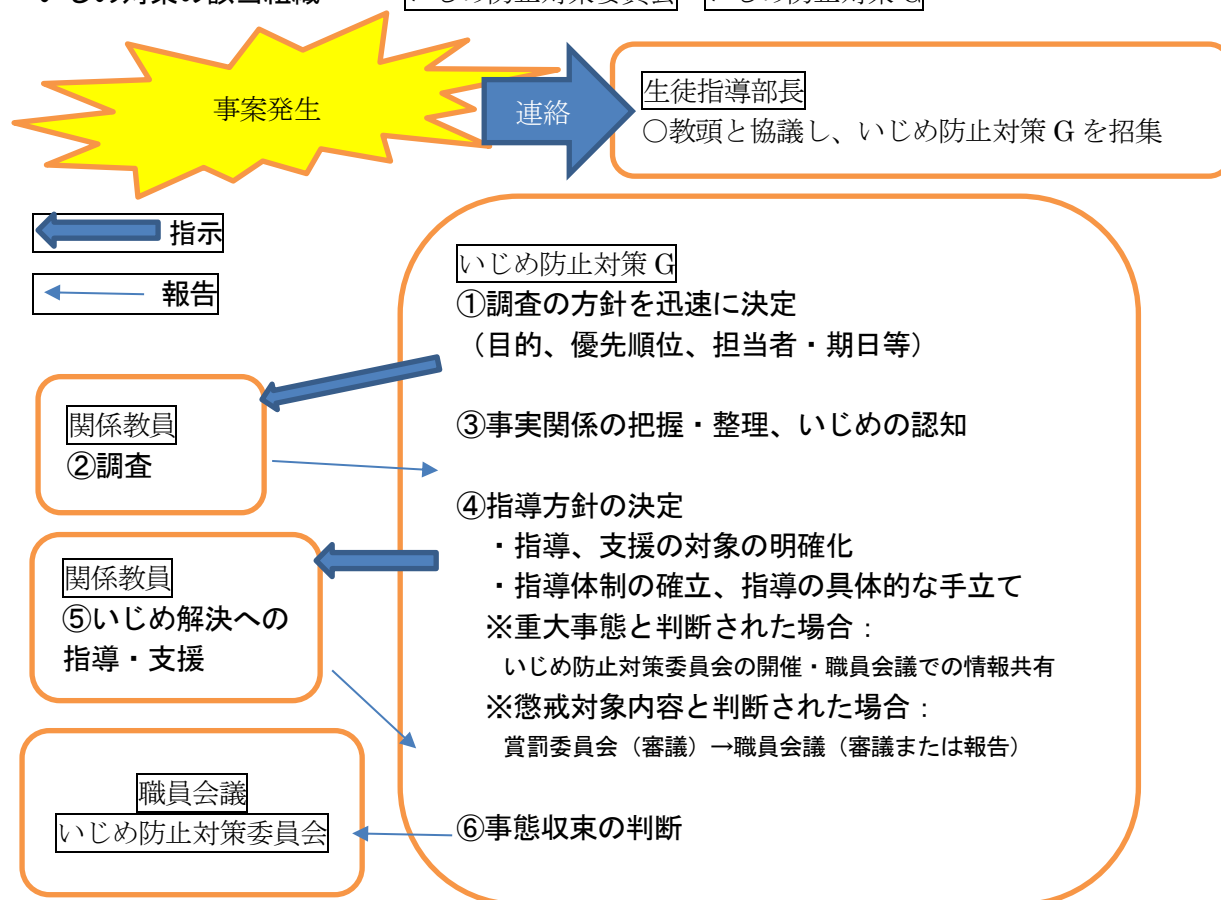 事案発生
連絡
生徒指導部長
○教頭と協議し、いじめ防止対策 G を招集
指示
報告
いじめ防止対策 G
①調査の方針を迅速に決定
（目的、優先順位、担当者・期日等）
関係教員
②調査
③事実関係の把握・整理、いじめの認知
④指導方針の決定
・指導、支援の対象の明確化
・指導体制の確立、指導の具体的な手立て
※重大事態と判断された場合：
いじめ防止対策委員会の開催・職員会議での情報共有
※懲戒対象内容と判断された場合：
賞罰委員会（審議）→職員会議（審議または報告）
関係教員
⑤いじめ解決への
指導・支援
⑥事態収束の判断
職員会議
いじめ防止対策委員会